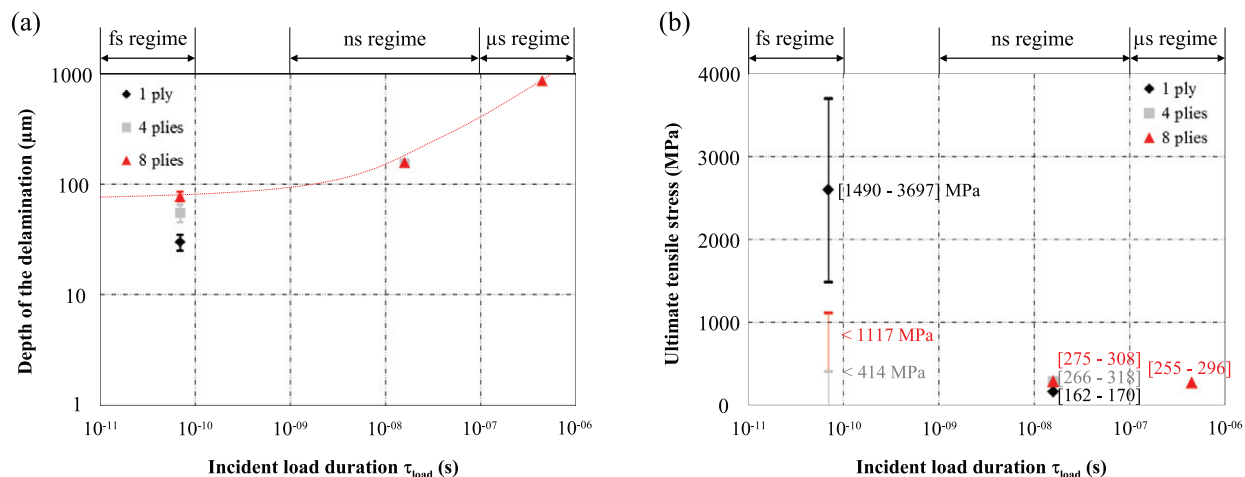 (a)
fs regime
ns regime
µs regime
1000
100
10
1
Depth of the delamination (µm)
1 ply
4 plies
8 plies
10⁻¹¹
10⁻¹⁰
10⁻⁰⁹
10⁻⁰⁸
10⁻⁰⁷
10⁻⁰⁶
Incident load duration τload (s)
(b)
fs regime
ns regime
µs regime
4000
3000
2000
1000
0
Ultimate tensile stress (MPa)
1 ply
4 plies
8 plies
[1490 - 3697] MPa
< 1117 MPa
< 414 MPa
[275 - 308]
[266 - 318]
[162 - 170]
[255 - 296]
10⁻¹¹
10⁻¹⁰
10⁻⁰⁹
10⁻⁰⁸
10⁻⁰⁷
10⁻⁰⁶
Incident load duration τload (s)